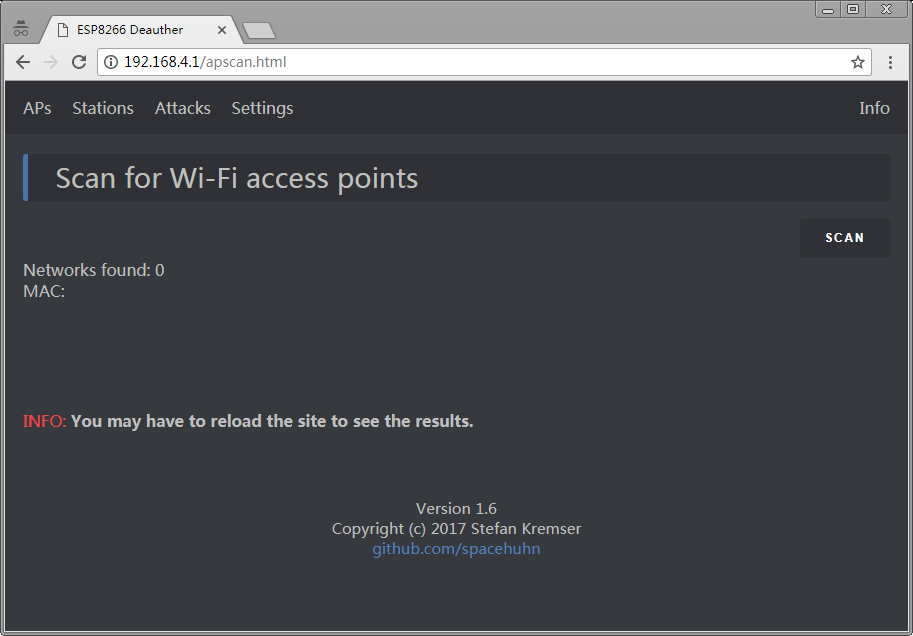 ESP8266 Deauther
192.168.4.1/apscan.html
APs Stations Attacks Settings Info
Scan for Wi-Fi access points
SCAN
Networks found: 0
MAC:
INFO: You may have to reload the site to see the results.
Version 1.6
Copyright (c) 2017 Stefan Kremser
github.com/spacehuhn